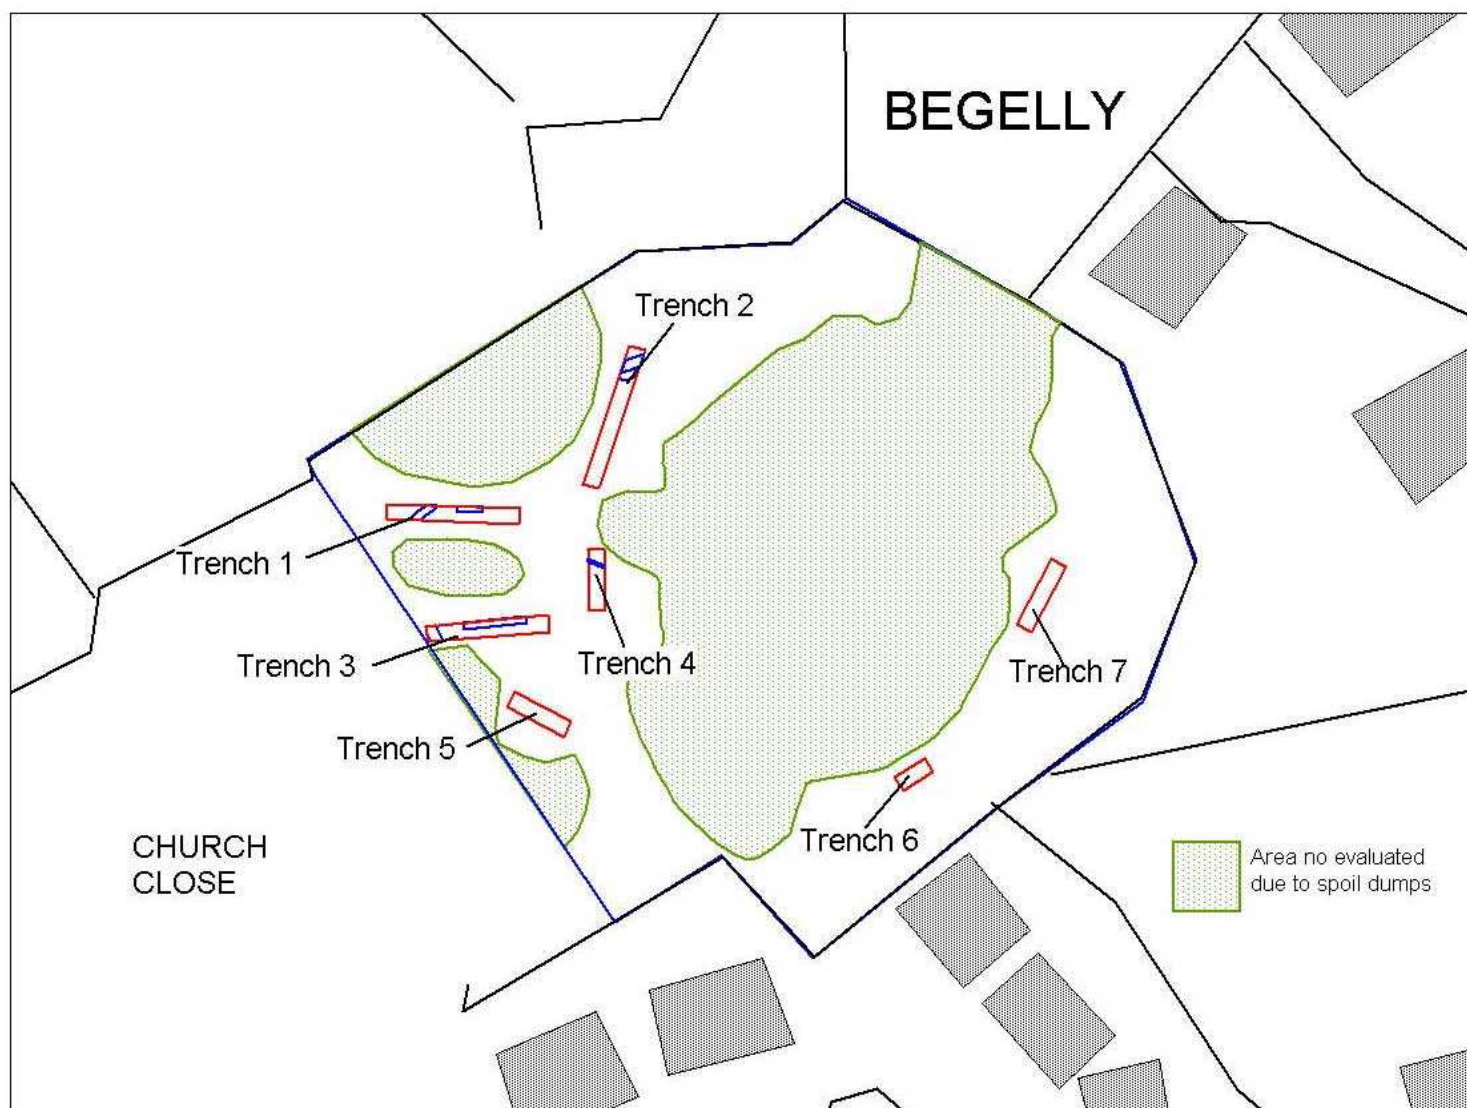 BEGELLY
Trench 2
Trench 1
Trench 3
Trench 4
Trench 7
Trench 5
Trench 6
CHURCH
CLOSE
Area no evaluated
due to spoil dumps